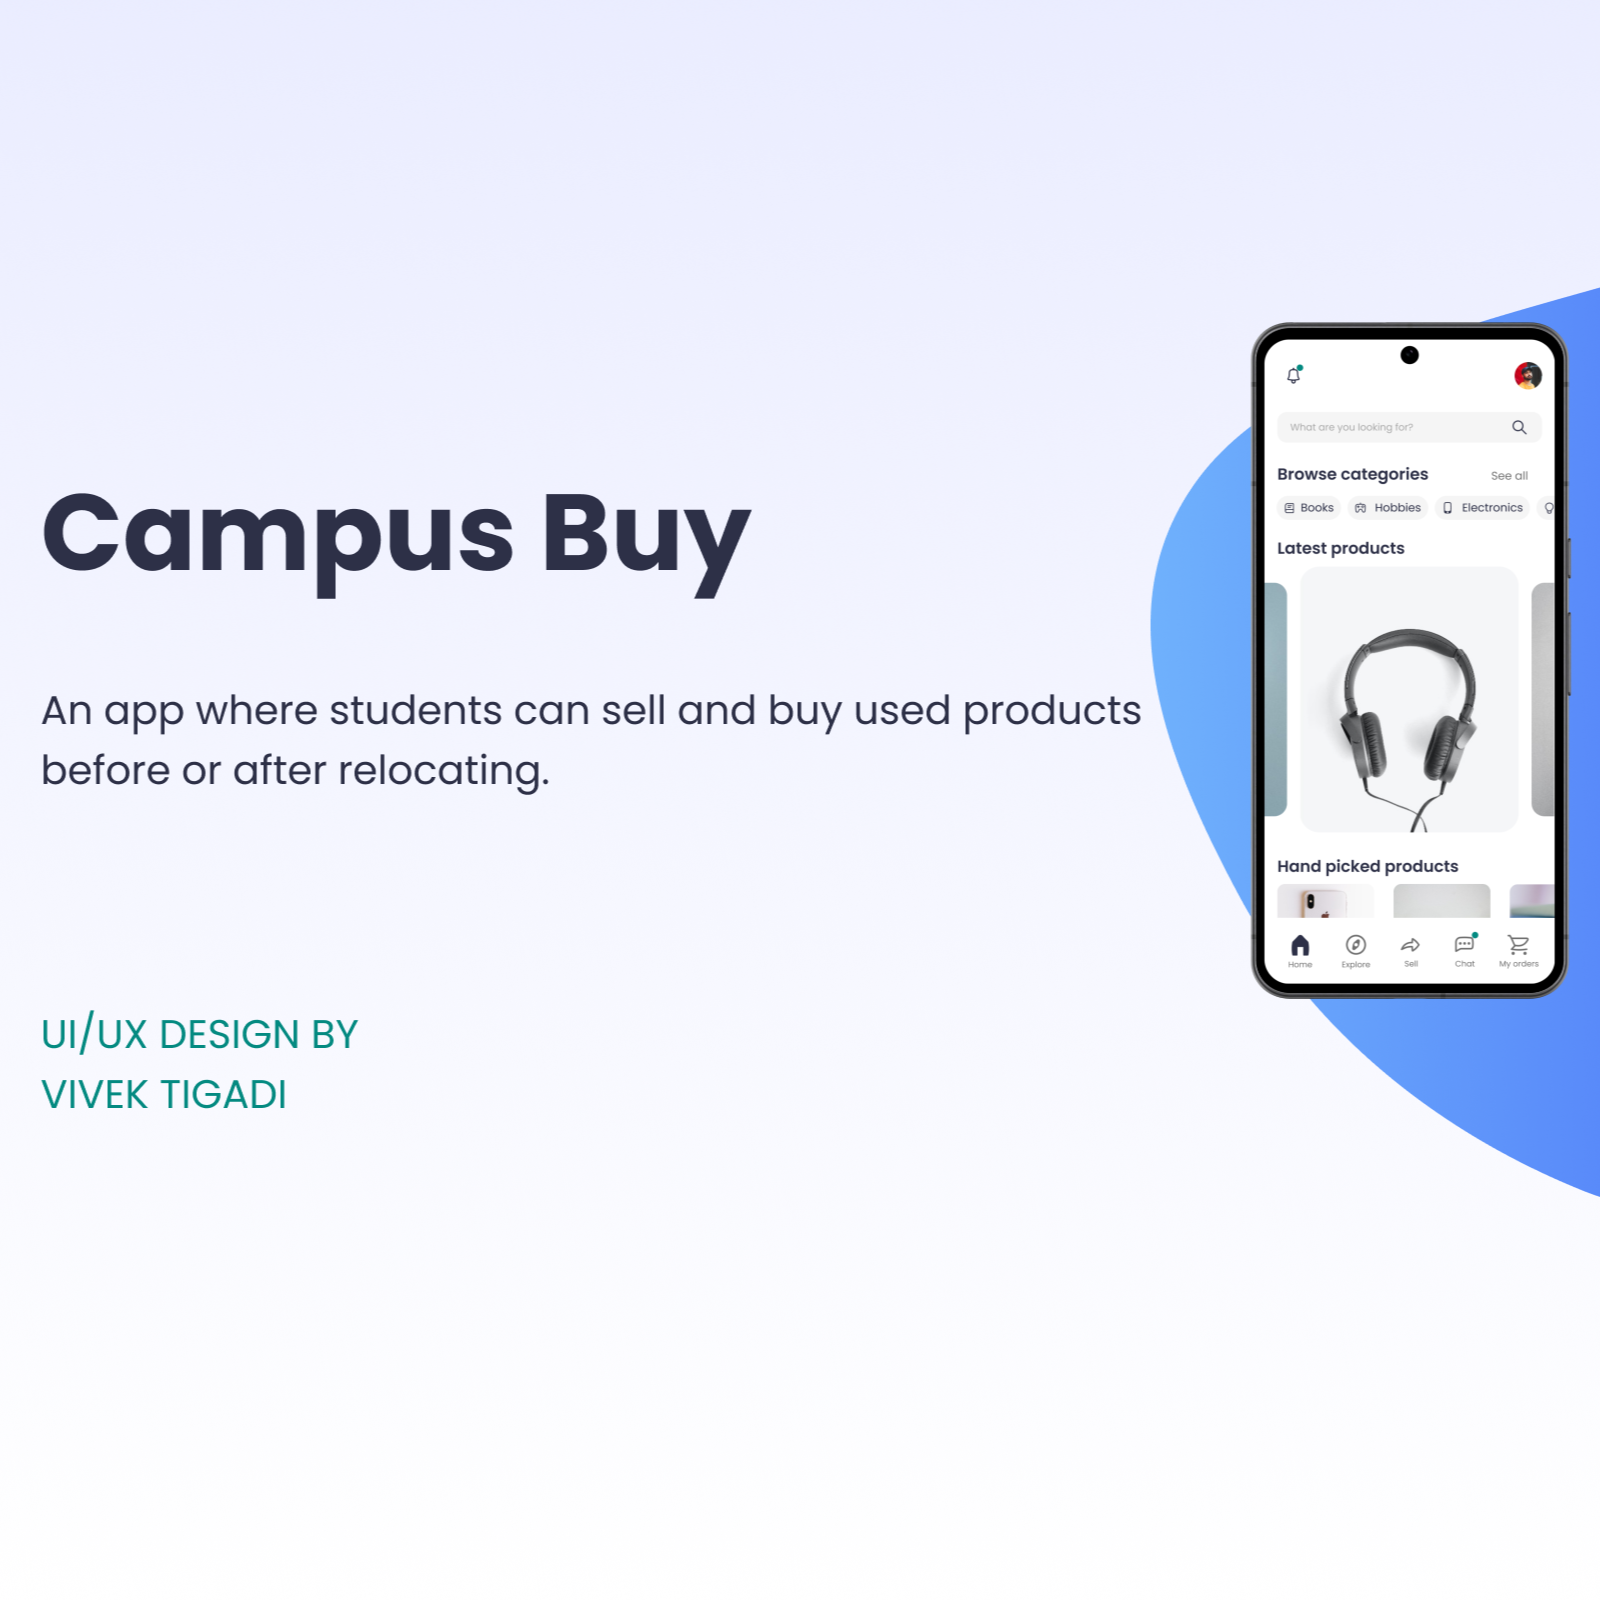 Campus Buy
An app where students can sell and buy used products
before or after relocating.
UI/UX DESIGN BY
VIVEK TIGADI
What are you looking for?
Browse categories
See all
Books
Hobbies
Electronics
Latest products
Hand picked products
Home
Explore
Sell
Chat
My orders